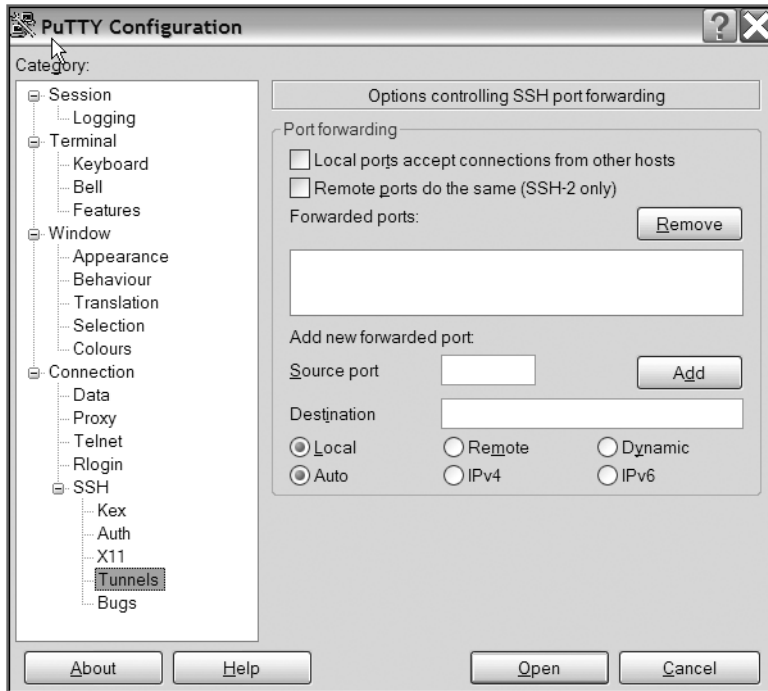 PuTTY Configuration
Category:
Session
Logging
Terminal
Keyboard
Bell
Features
Window
Appearance
Behaviour
Translation
Selection
Colours
Connection
Data
Proxy
Telnet
Rlogin
SSH
Kex
Auth
X11
Tunnels
Bugs
Options controlling SSH port forwarding
Port forwarding
Local ports accept connections from other hosts
Remote ports do the same (SSH-2 only)
Forwarded ports:
Remove
Add new forwarded port:
Source port
Add
Destination
Local Remote Dynamic
Auto IPv4 IPv6
About Help Open Cancel